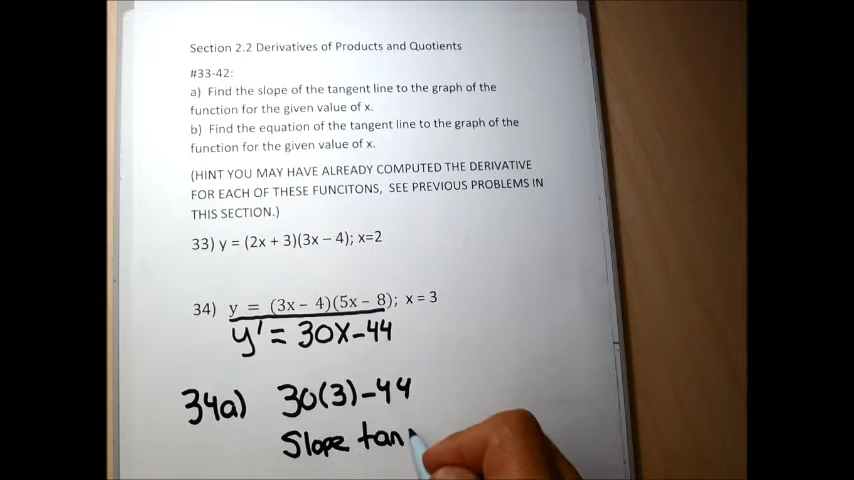 Section 2.2 Derivatives of Products and Quotients
#33-42:
a) Find the slope of the tangent line to the graph of the
function for the given value of x.
b) Find the equation of the tangent line to the graph of the
function for the given value of x.
(HINT YOU MAY HAVE ALREADY COMPUTED THE DERIVATIVE
FOR EACH OF THESE FUNCITONS, SEE PREVIOUS PROBLEMS IN
THIS SECTION.)
33) y = (2x + 3)(3x – 4); x=2
34) y = (3x – 4)(5x – 8); x = 3
y' = 30x-44
34a) 30(3)-44
Slope tan